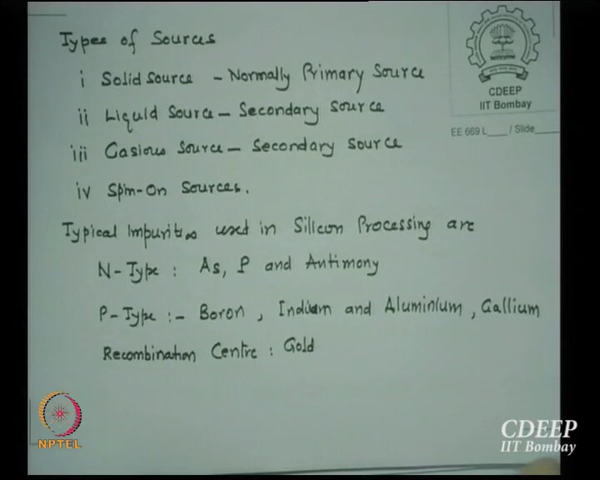 Types of Sources
i Solid Source - Normally Primary Source
ii Liquid Source - Secondary Source
iii Gasious Source - Secondary Source
iv Spin-On Sources.
Typical Impurities used in Silicon Processing are
N-Type : As, P and Antimony
P-Type :- Boron, Indium and Aluminium, Gallium
Recombination Centre : Gold
CDEEP
IIT Bombay
EE 669 L____ / Slide____
NPTEL
CDEEP
IIT Bombay